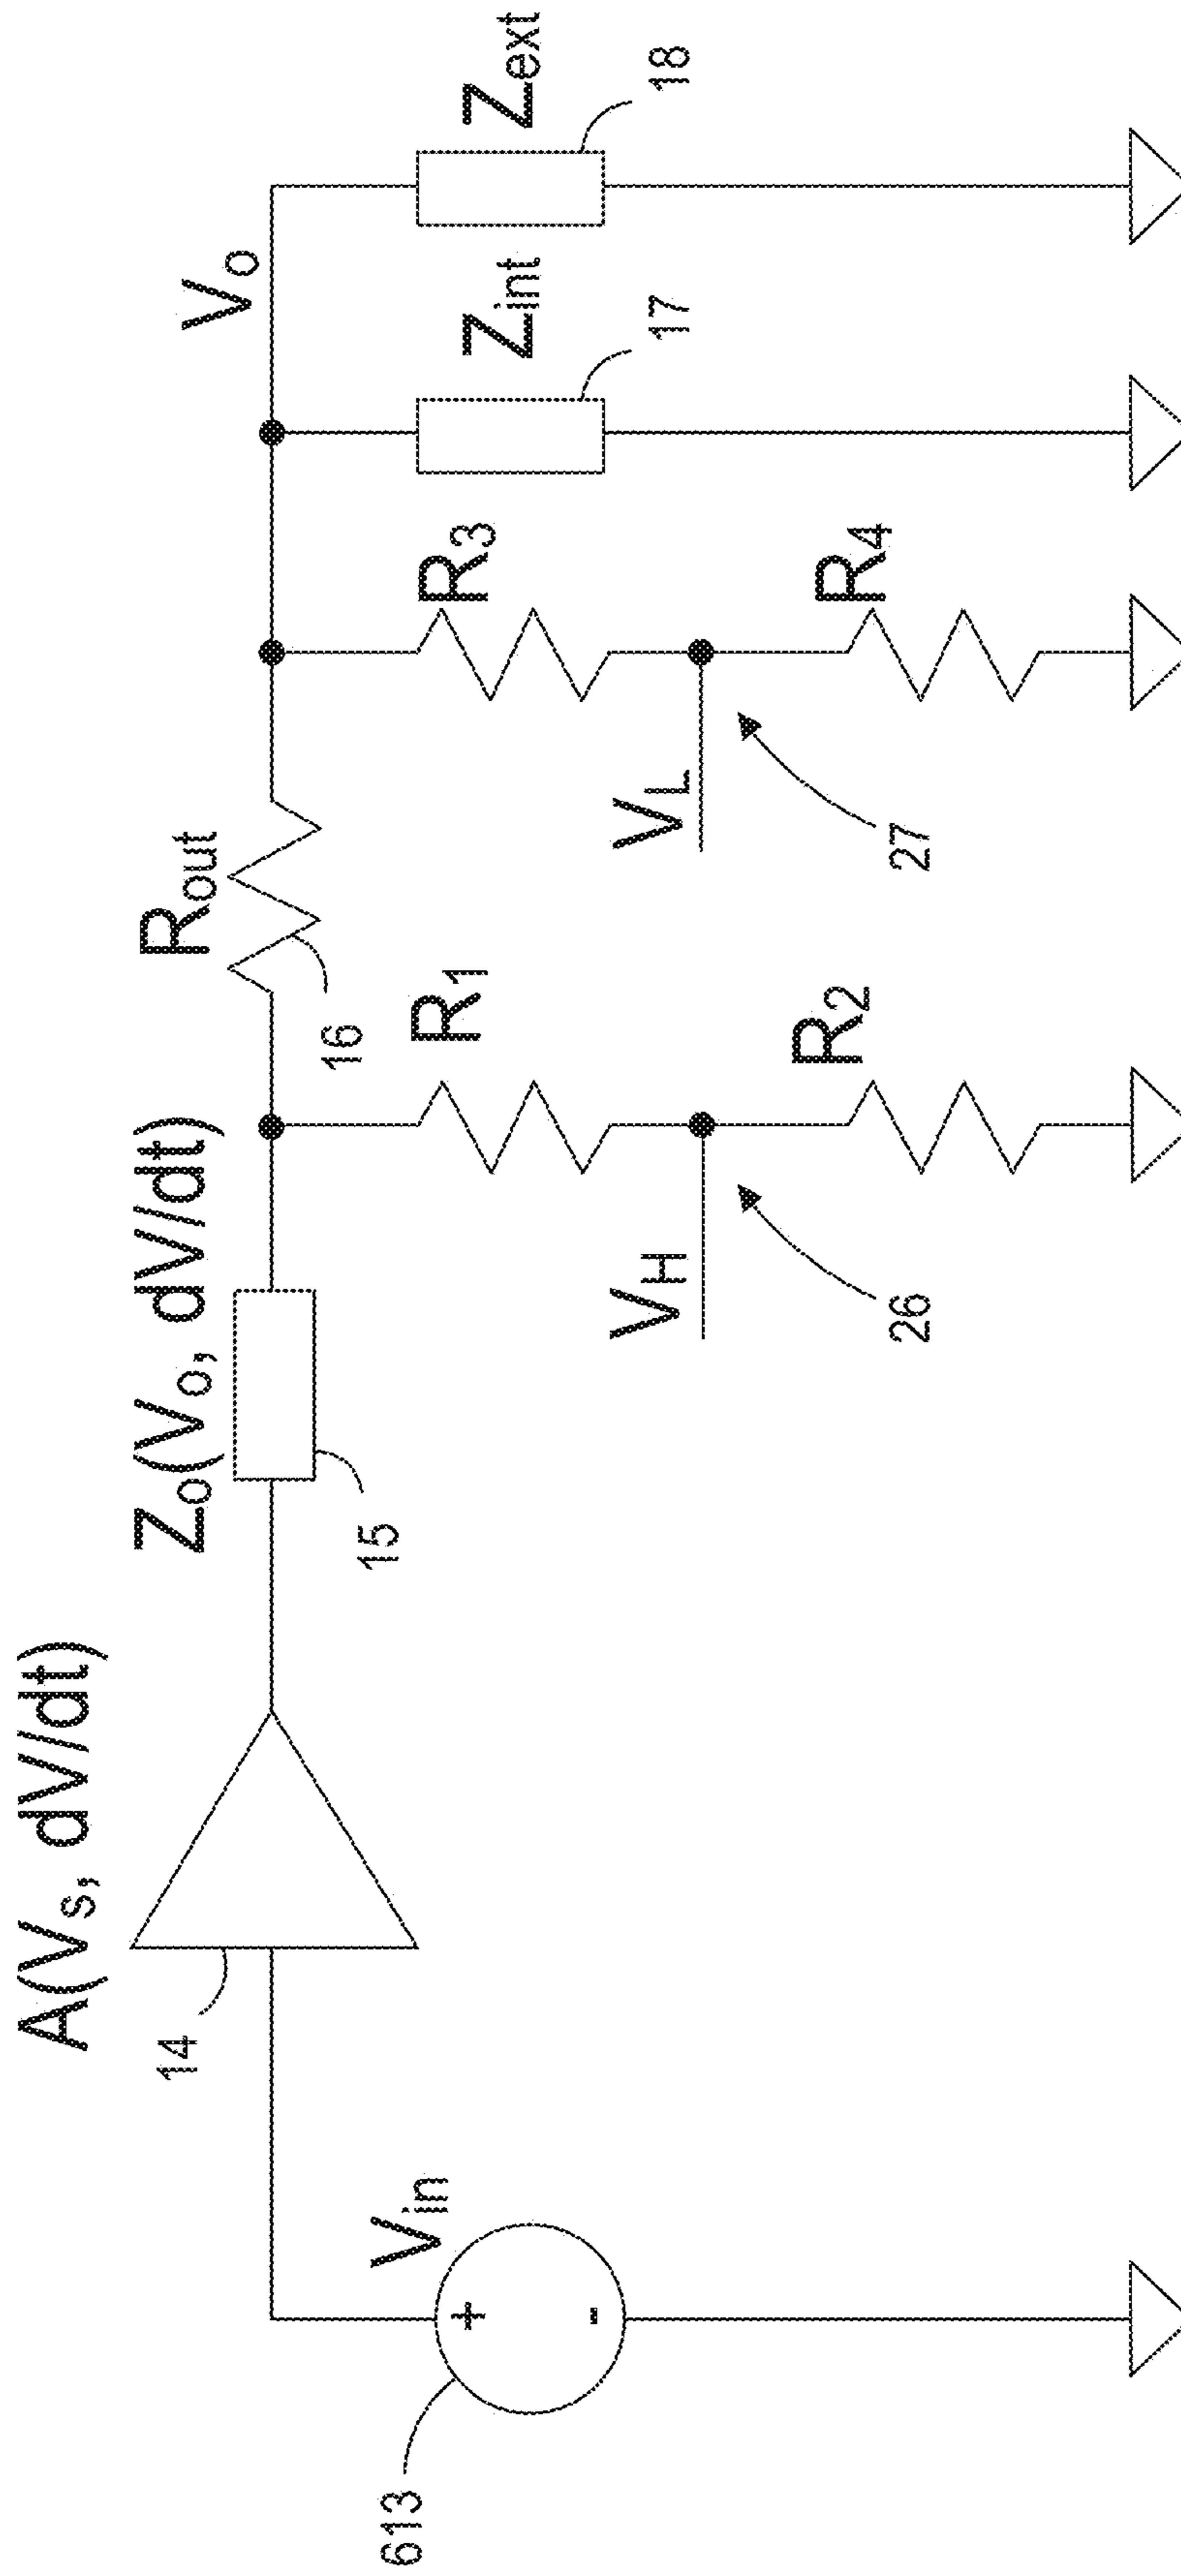 A(Vs, dV/dt)
14
Zo(Vo, dV/dt)
15
Rout
16
Vo
613
Vin
+
-
R1
VH
R2
26
R3
VL
R4
27
Zint
17
Zext
18